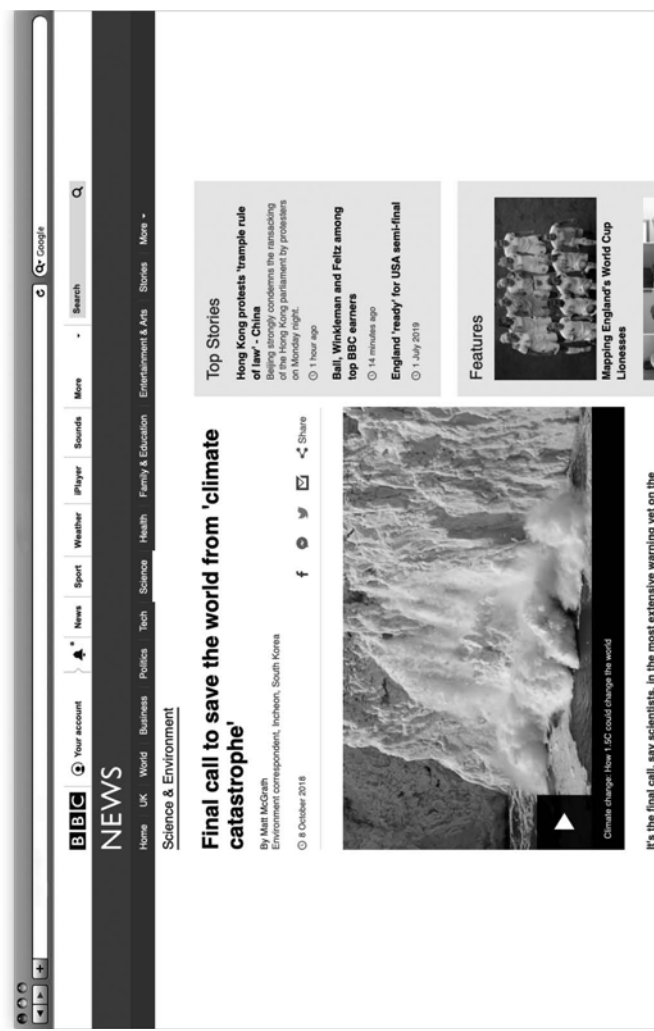 Google
BBC
Your account
News
Sport
Weather
iPlayer
Sounds
More
Search
NEWS
Home
UK
World
Business
Politics
Tech
Science
Health
Family & Education
Entertainment & Arts
Stories
More
Science & Environment
Final call to save the world from 'climate
catastrophe'
By Matt McGrath
Environment correspondent, Incheon, South Korea
8 October 2018
Share
Climate change: How 1.5C could change the world
It's the final call, say scientists, in the most extensive warning yet on the
Top Stories
Hong Kong protests 'trample rule
of law' - China
Beijing strongly condemns the ransacking
of the Hong Kong parliament by protesters
on Monday night.
1 hour ago
Ball, Winkleman and Feltz among
top BBC earners
14 minutes ago
England 'ready' for USA semi-final
1 July 2019
Features
Mapping England's World Cup
Lionesses